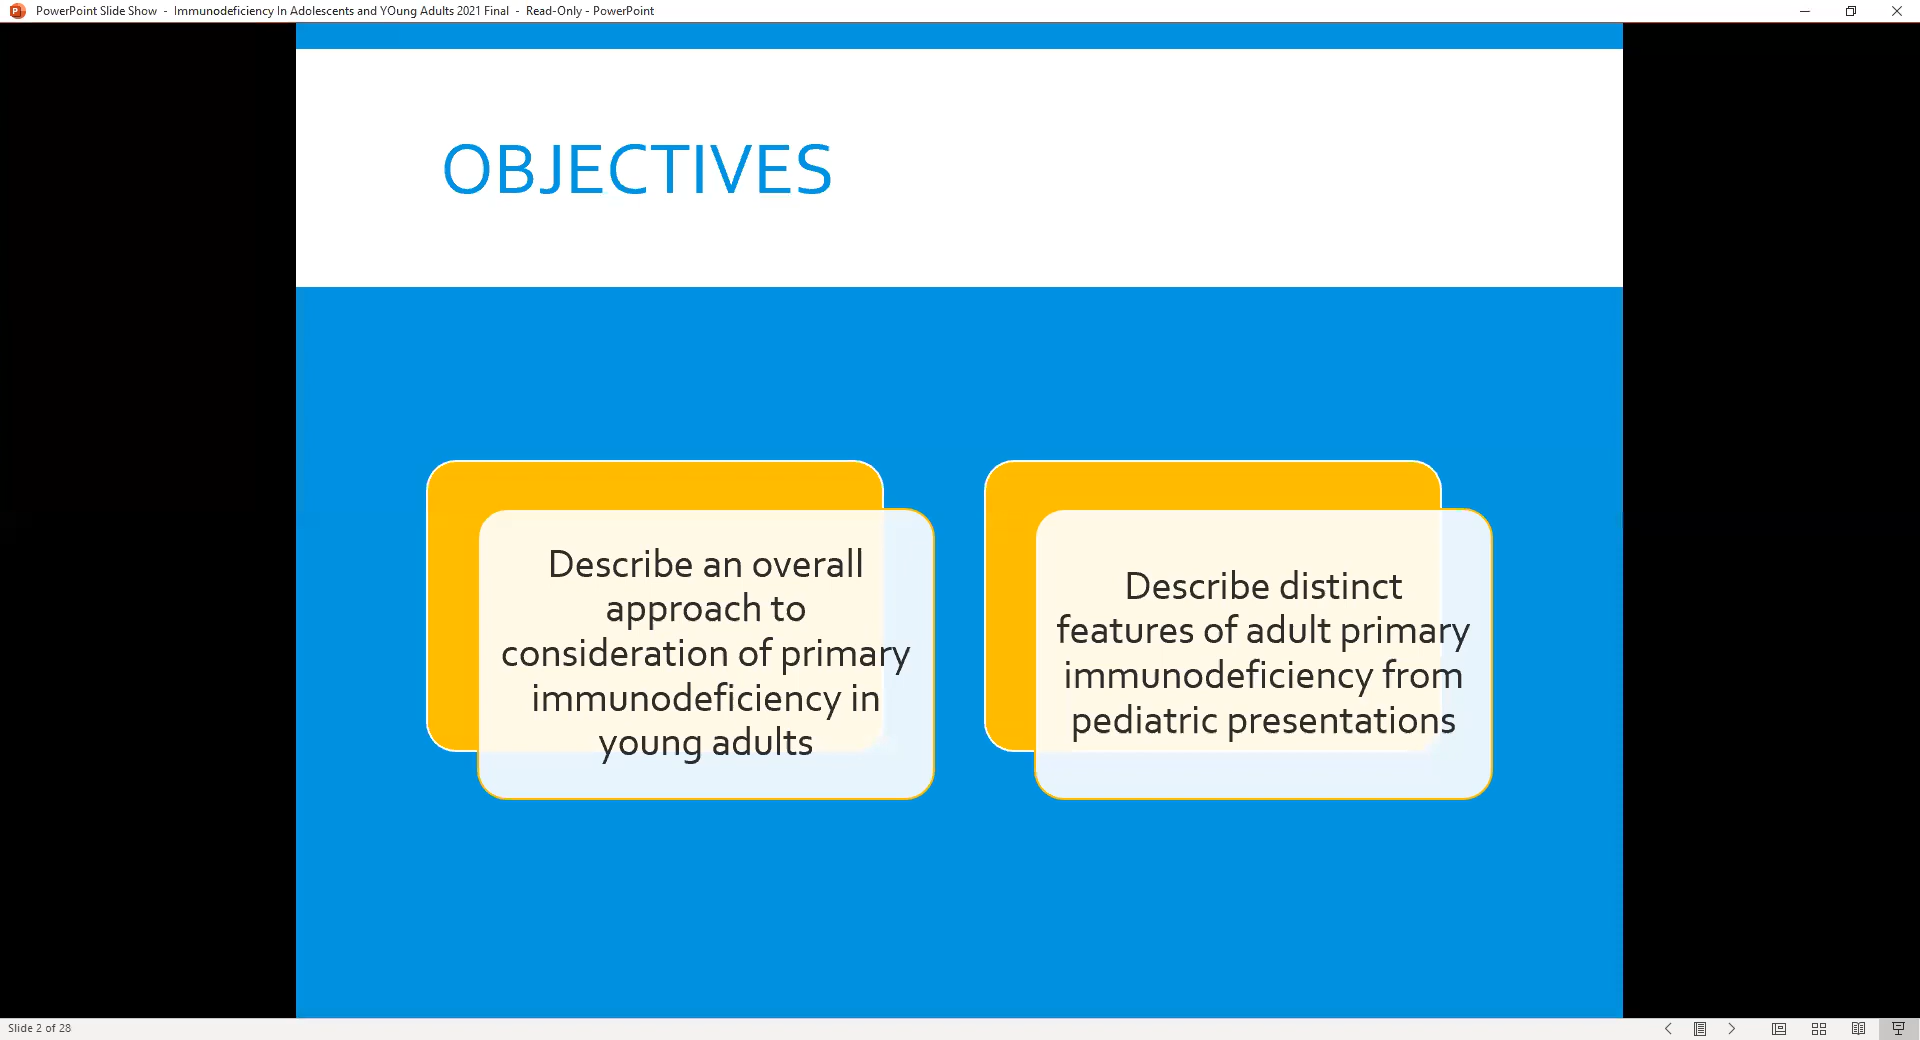 PowerPoint Slide Show - Immunodeficiency In Adolescents and YOung Adults 2021 Final - Read-Only - PowerPoint
OBJECTIVES
Describe an overall
approach to
consideration of primary
immunodeficiency in
young adults
Describe distinct
features of adult primary
immunodeficiency from
pediatric presentations
Slide 2 of 28